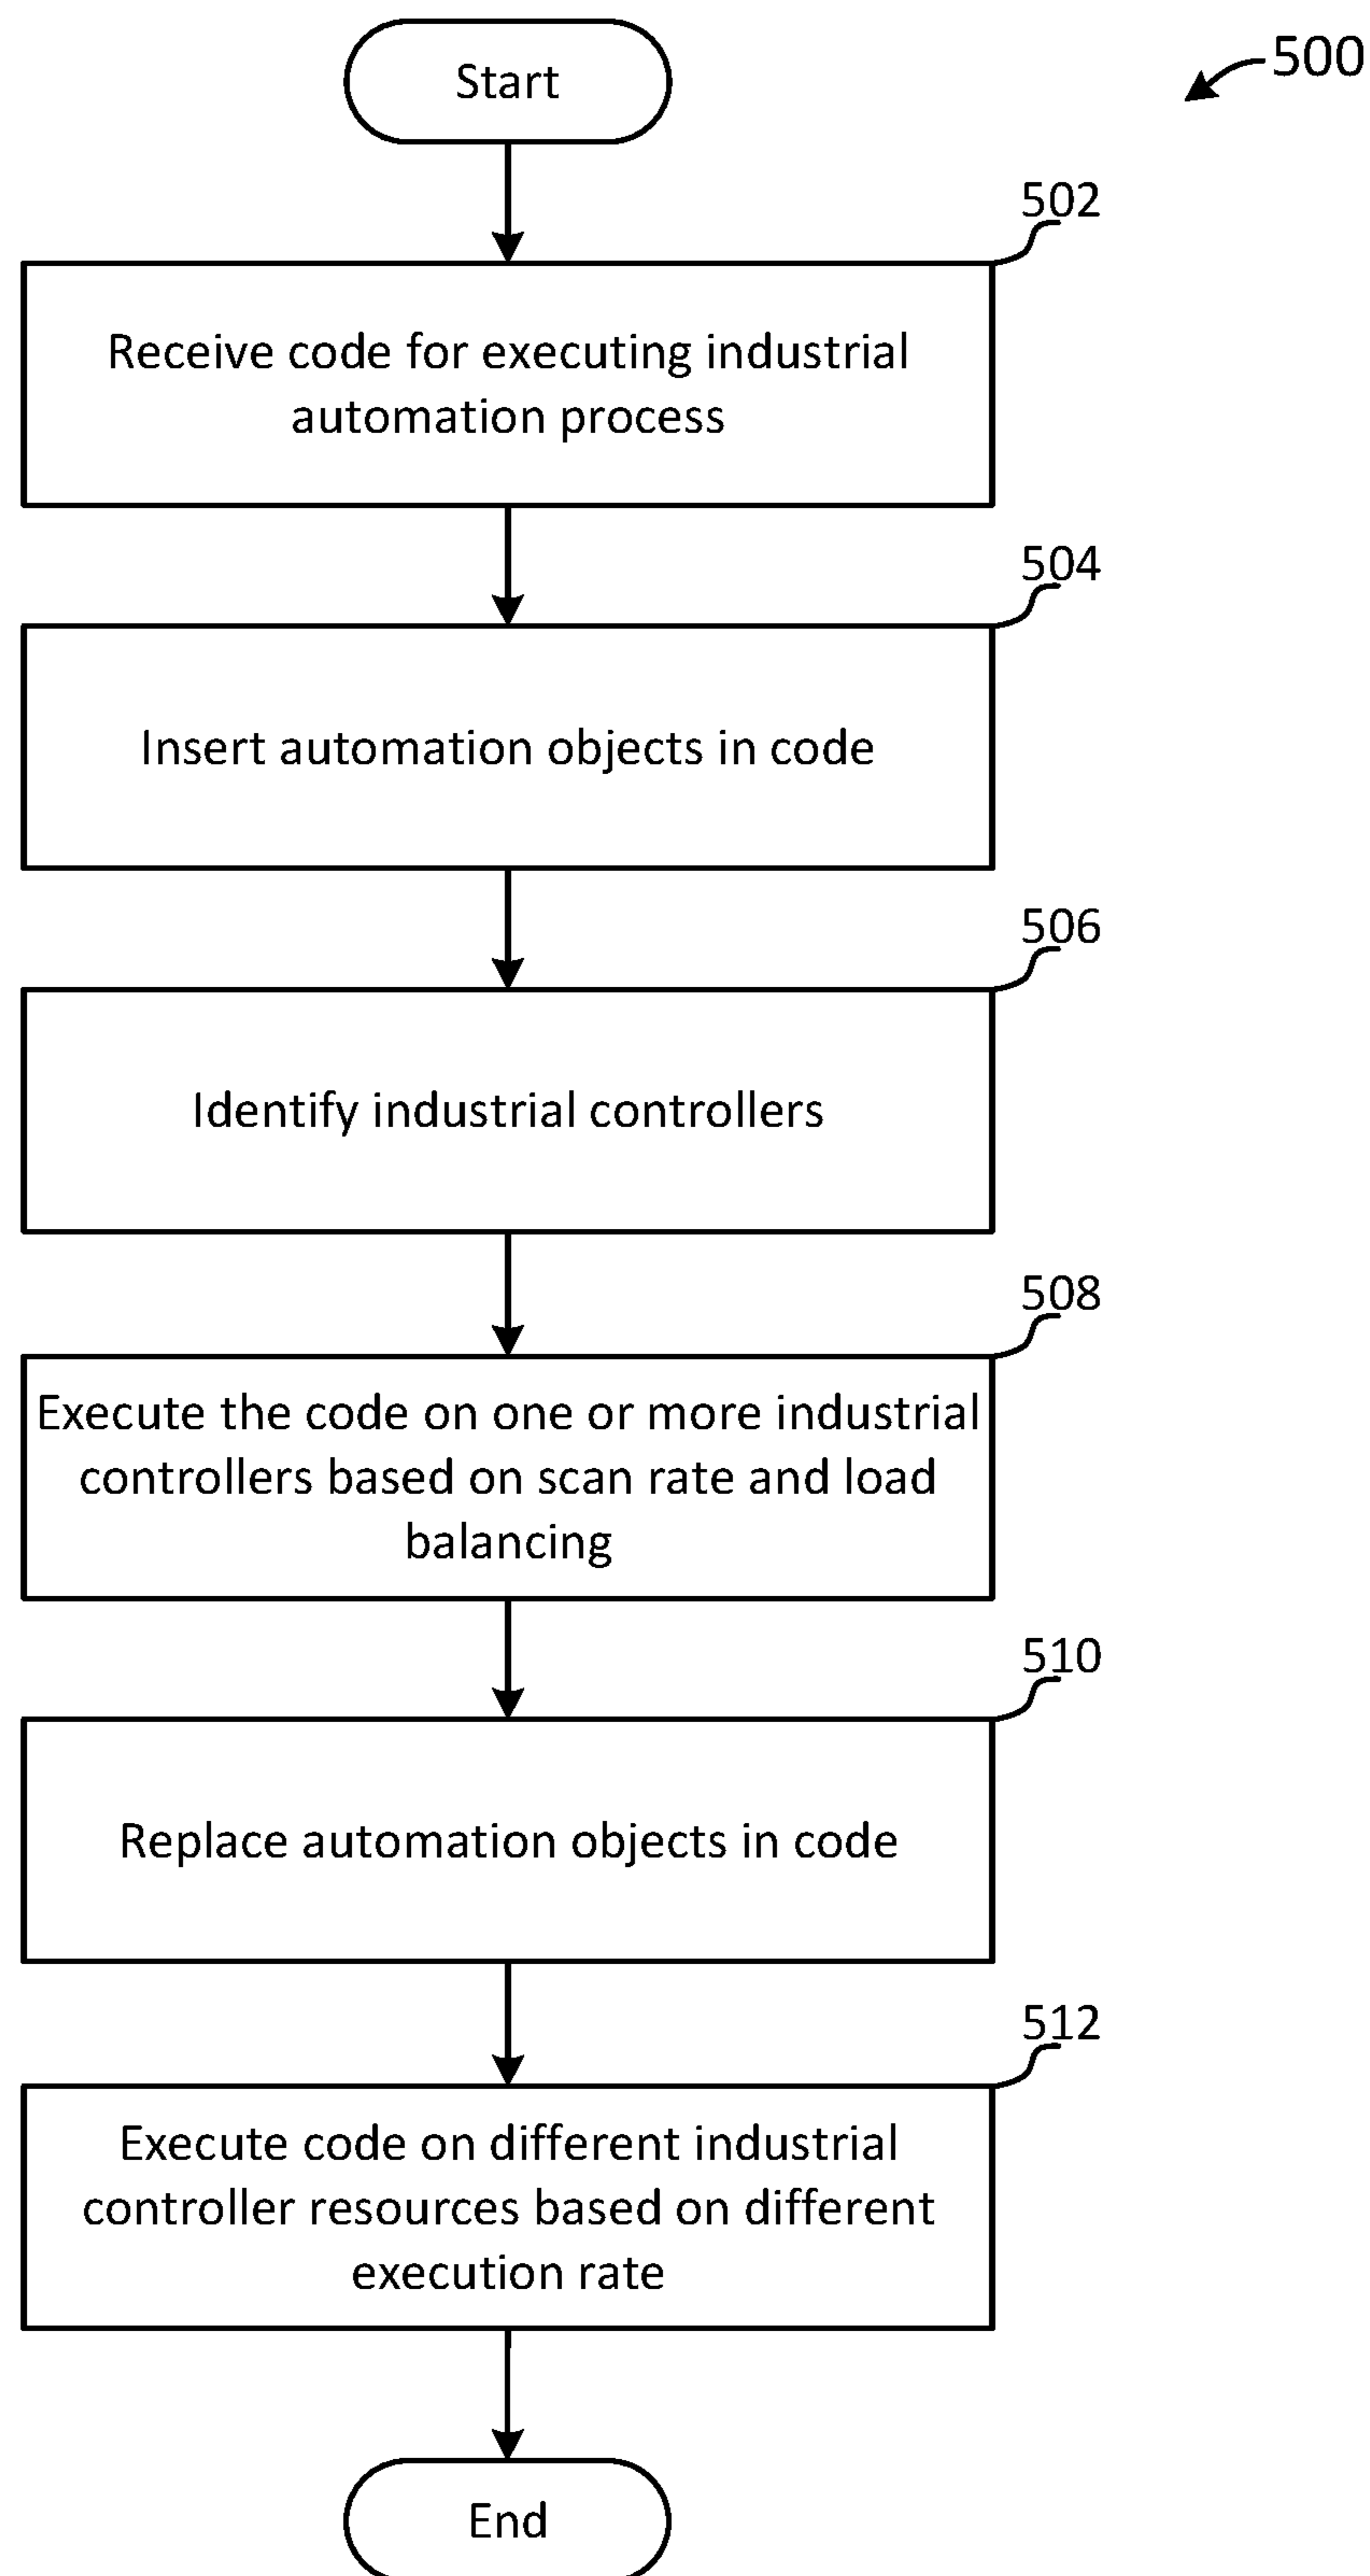 Start
500
502
Receive code for executing industrial
automation process
504
Insert automation objects in code
506
Identify industrial controllers
508
Execute the code on one or more industrial
controllers based on scan rate and load
balancing
510
Replace automation objects in code
512
Execute code on different industrial
controller resources based on different
execution rate
End